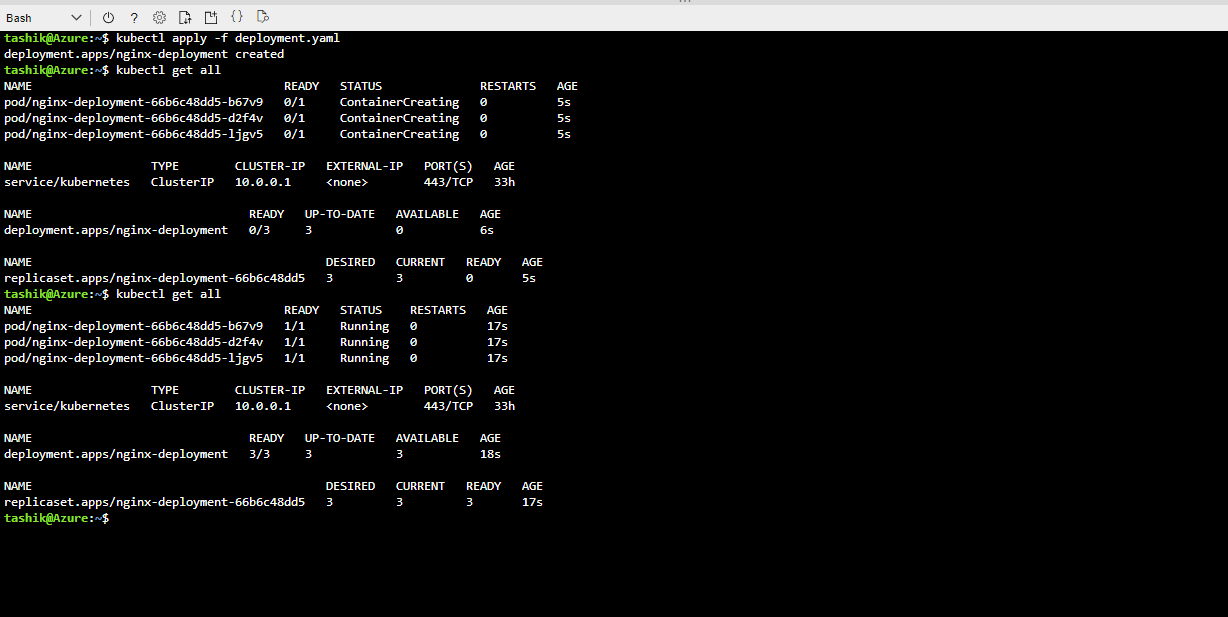 Bash
tashik@Azure:~$ kubectl apply -f deployment.yaml
deployment.apps/nginx-deployment created
tashik@Azure:~$ kubectl get all
NAME READY STATUS RESTARTS AGE
pod/nginx-deployment-66b6c48dd5-b67v9 0/1 ContainerCreating 0 5s
pod/nginx-deployment-66b6c48dd5-d2f4v 0/1 ContainerCreating 0 5s
pod/nginx-deployment-66b6c48dd5-ljgv5 0/1 ContainerCreating 0 5s
NAME TYPE CLUSTER-IP EXTERNAL-IP PORT(S) AGE
service/kubernetes ClusterIP 10.0.0.1 <none> 443/TCP 33h
NAME READY UP-TO-DATE AVAILABLE AGE
deployment.apps/nginx-deployment 0/3 3 0 6s
NAME DESIRED CURRENT READY AGE
replicaset.apps/nginx-deployment-66b6c48dd5 3 3 0 5s
tashik@Azure:~$ kubectl get all
NAME READY STATUS RESTARTS AGE
pod/nginx-deployment-66b6c48dd5-b67v9 1/1 Running 0 17s
pod/nginx-deployment-66b6c48dd5-d2f4v 1/1 Running 0 17s
pod/nginx-deployment-66b6c48dd5-ljgv5 1/1 Running 0 17s
NAME TYPE CLUSTER-IP EXTERNAL-IP PORT(S) AGE
service/kubernetes ClusterIP 10.0.0.1 <none> 443/TCP 33h
NAME READY UP-TO-DATE AVAILABLE AGE
deployment.apps/nginx-deployment 3/3 3 3 18s
NAME DESIRED CURRENT READY AGE
replicaset.apps/nginx-deployment-66b6c48dd5 3 3 3 17s
tashik@Azure:~$